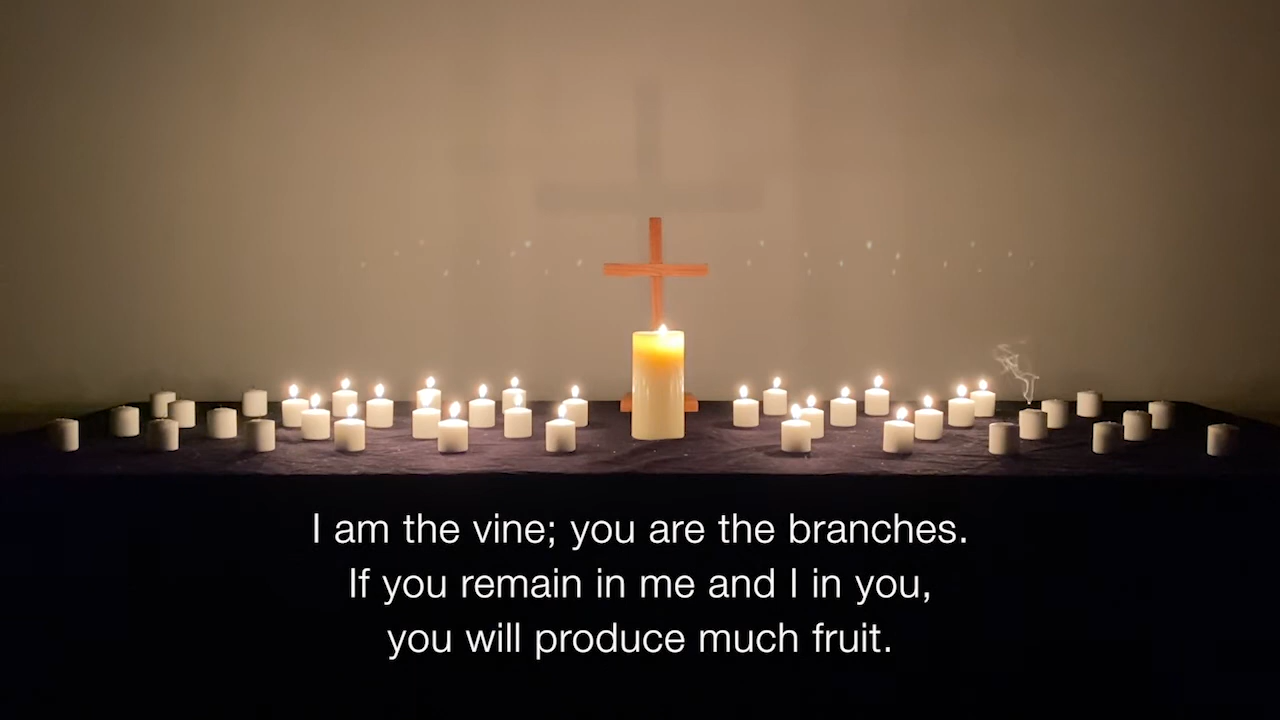 I am the vine; you are the branches.
If you remain in me and I in you,
you will produce much fruit.